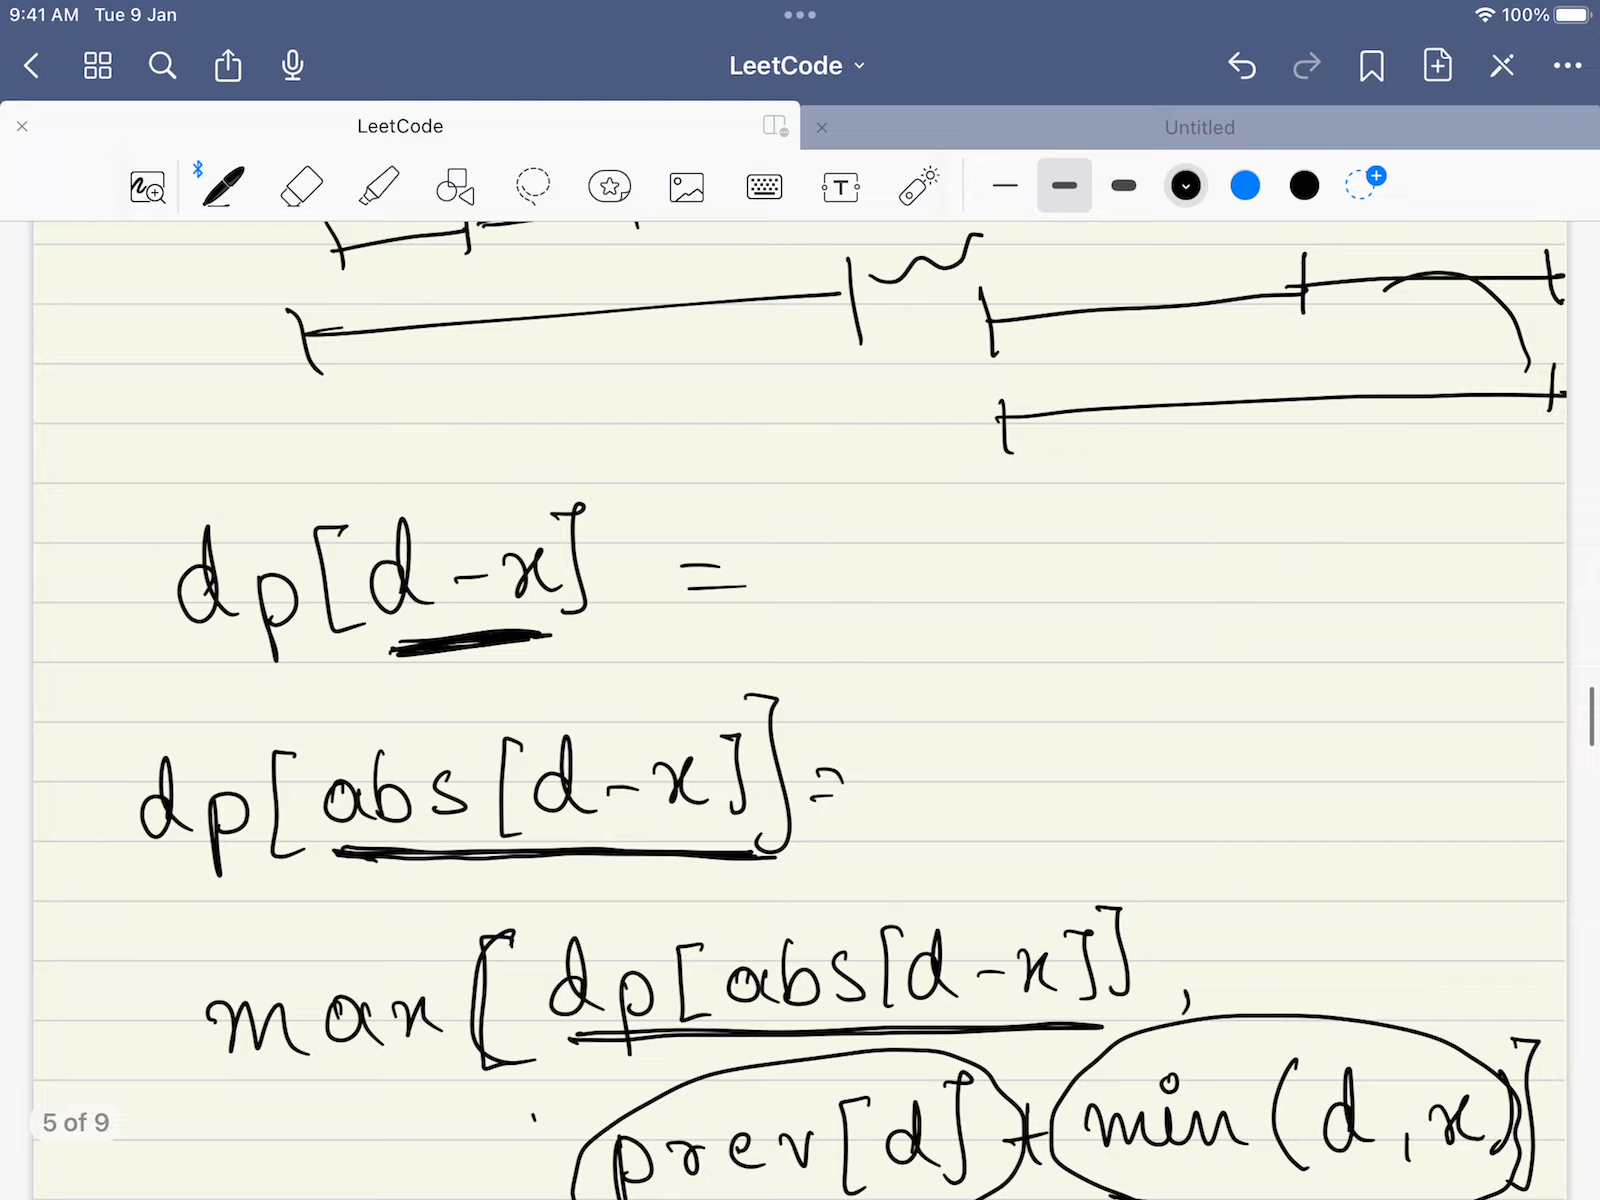 9:41 AM Tue 9 Jan
100%
LeetCode
LeetCode
Untitled
T
dp[d-x] =
dp[abs[d-x]]=
max[dp[abs[d-x]],
prev[d]+min(d,x)]
5 of 9